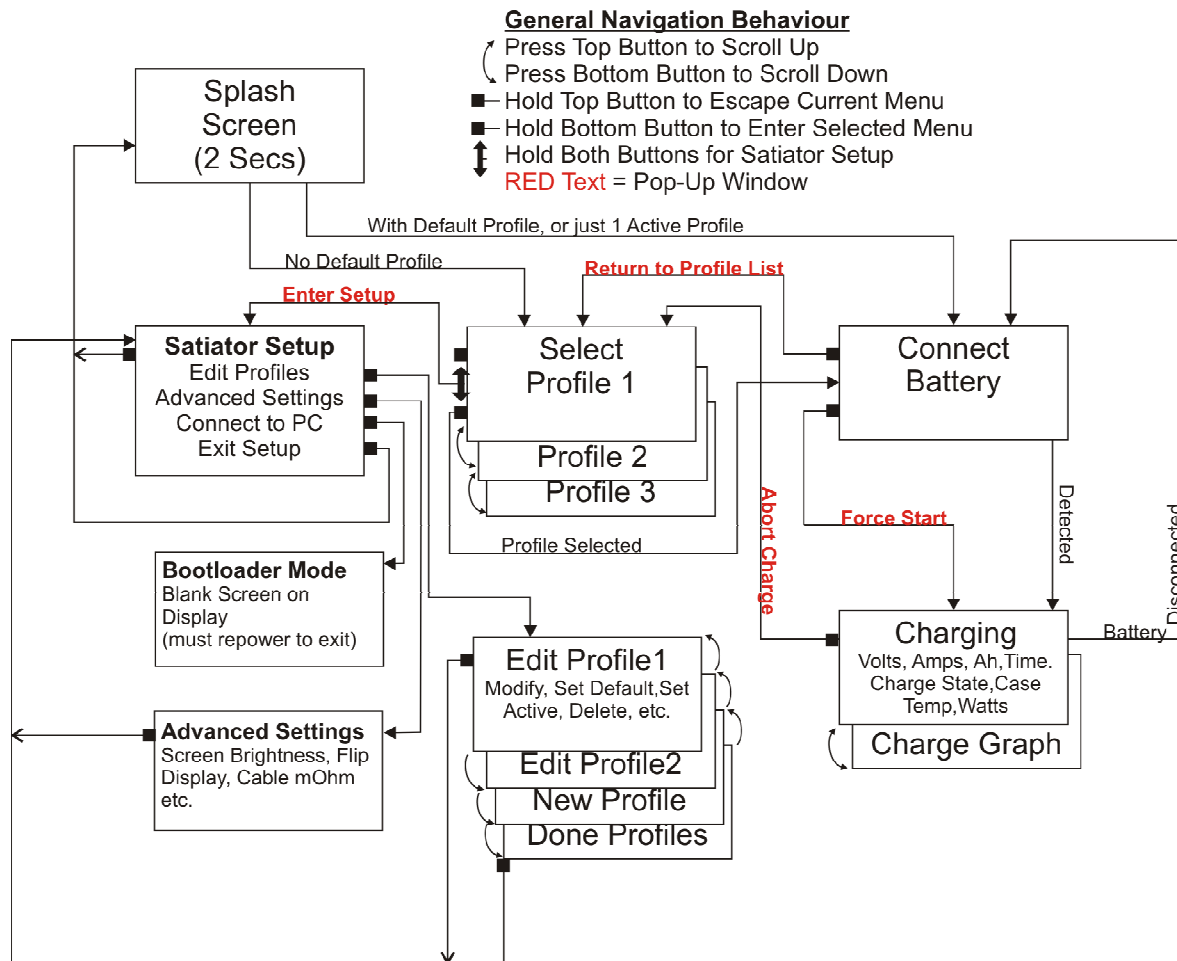 General Navigation Behaviour
Press Top Button to Scroll Up
Press Bottom Button to Scroll Down
Hold Top Button to Escape Current Menu
Hold Bottom Button to Enter Selected Menu
Hold Both Buttons for Satiator Setup
RED Text = Pop-Up Window
Splash
Screen
(2 Secs)
With Default Profile, or just 1 Active Profile
No Default Profile
Return to Profile List
Enter Setup
Satiator Setup
Edit Profiles
Advanced Settings
Connect to PC
Exit Setup
Select
Profile 1
Profile 2
Profile 3
Connect
Battery
Profile Selected
Abort Charge
Force Start
Detected
Disconnected
Battery
Bootloader Mode
Blank Screen on
Display
(must repower to exit)
Advanced Settings
Screen Brightness, Flip
Display, Cable mOhm
etc.
Edit Profile1
Modify, Set Default,Set
Active, Delete, etc.
Edit Profile2
New Profile
Done Profiles
Charging
Volts, Amps, Ah,Time.
Charge State,Case
Temp,Watts
Charge Graph